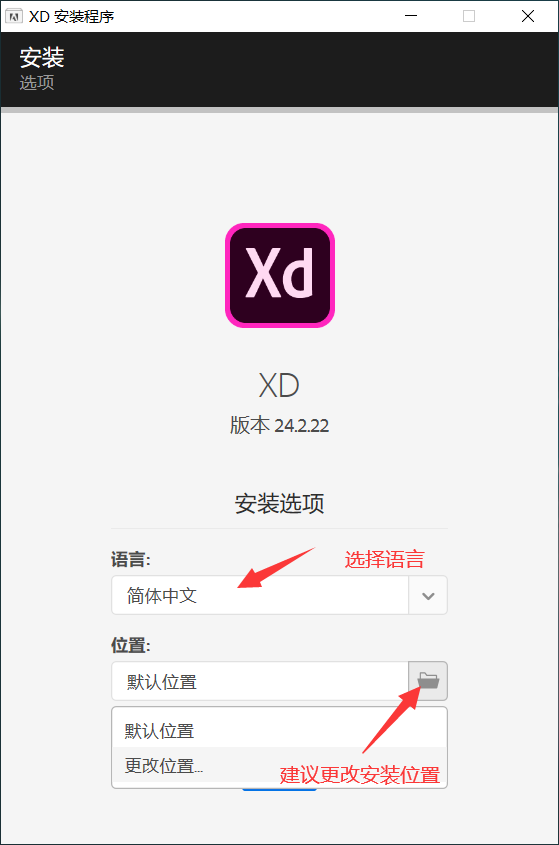 XD 安装程序
安装
选项
Xd
XD
版本 24.2.22
安装选项
语言:
选择语言
简体中文
位置:
默认位置
默认位置
更改位置...
建议更改安装位置